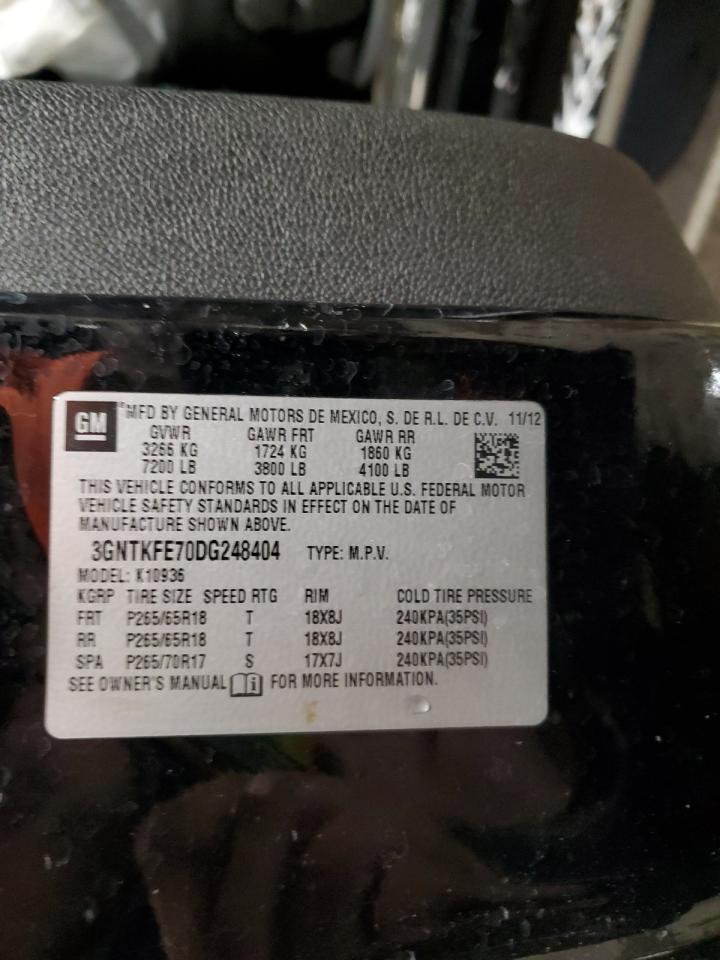 GM MFD BY GENERAL MOTORS DE MEXICO, S. DE R.L. DE C.V. 11/12
GVWR GAWR FRT GAWR RR
3266 KG 1724 KG 1860 KG
7200 LB 3800 LB 4100 LB
THIS VEHICLE CONFORMS TO ALL APPLICABLE U.S. FEDERAL MOTOR
VEHICLE SAFETY STANDARDS IN EFFECT ON THE DATE OF
MANUFACTURE SHOWN ABOVE.
3GNTKFE70DG248404 TYPE: M.P.V.
MODEL: K10936
KGRP TIRE SIZE SPEED RTG RIM COLD TIRE PRESSURE
FRT P265/65R18 T 18X8J 240KPA(35PSI)
RR P265/65R18 T 18X8J 240KPA(35PSI)
SPA P265/70R17 S 17X7J 240KPA(35PSI)
SEE OWNER'S MANUAL FOR MORE INFORMATION.